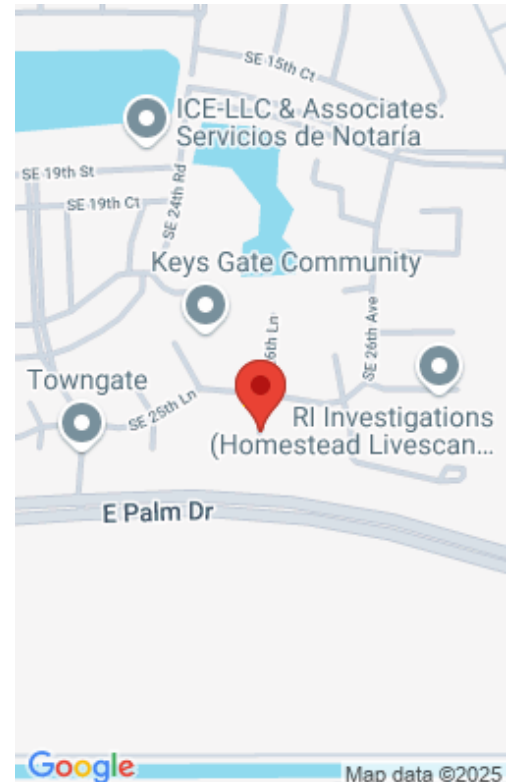 SE 15th Ct
ICE-LLC & Associates.
Servicios de Notaría
SE 19th St
SE 19th Ct
SE 24th Rd
Keys Gate Community
26th Ln
SE 26th Ave
Towngate
SE 25th Ln
RI Investigations
(Homestead Livescan...
E Palm Dr
Google
Map data ©2025